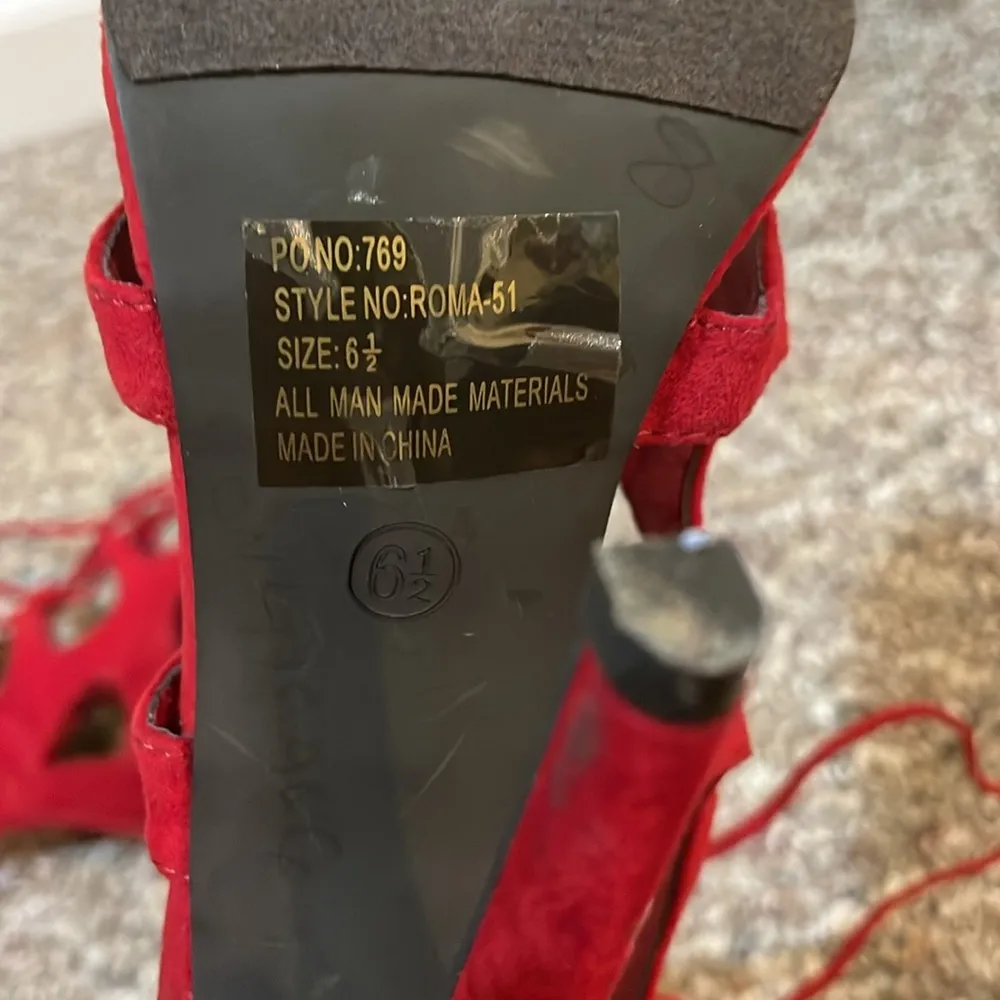 8
PO NO:769
STYLE NO:ROMA-51
SIZE: 6½
ALL MAN MADE MATERIALS
MADE IN CHINA
6½